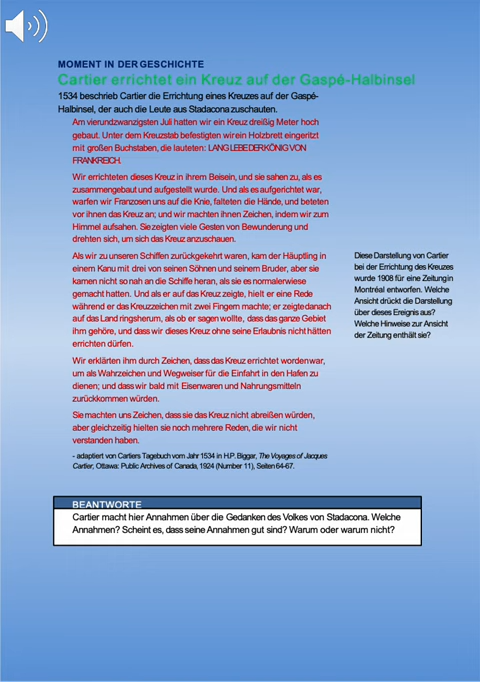 MOMENT IN DER GESCHICHTE
Cartier errichtet ein Kreuz auf der Gaspé-Halbinsel
1534 beschrieb Cartier die Errichtung eines Kreuzes auf der Gaspé-
Halbinsel, der auch die Leute aus Stadacona zuschauten.
Am vierundzwanzigsten Juli hatten wir ein Kreuz dreißig Meter hoch
gebaut. Unter dem Kreuzstab befestigten wir ein Holzbrett eingeritzt
mit großen Buchstaben, die lauteten: LANG LEBE DER KÖNIG VON
FRANKREICH.
Wir errichteten dieses Kreuz in ihrem Beisein, und sie sahen zu, als es
zusammengebaut und aufgestellt wurde. Und als es aufgerichtet war,
warfen wir Franzosen uns auf die Knie, falteten die Hände, und beteten
vor ihnen das Kreuz an; und wir machten ihnen Zeichen, indem wir zum
Himmel aufsahen. Sie zeigten viele Gesten von Bewunderung und
drehten sich, um sich das Kreuz anzuschauen.
Als wir zu unseren Schiffen zurückgekehrt waren, kam der Häuptling in
einem Kanu mit drei von seinen Söhnen und seinem Bruder, aber sie
kamen nicht so nah an die Schiffe heran, als sie es normalerwiese
gemacht hatten. Und als er auf das Kreuz zeigte, hielt er eine Rede
während er das Kreuzzeichen mit zwei Fingern machte; er zeigte danach
auf das Land ringsherum, als ob er sagen wollte, dass das ganze Gebiet
ihm gehöre, und dass wir dieses Kreuz ohne seine Erlaubnis nicht hätten
errichten dürfen.
Wir erklärten ihm durch Zeichen, dass das Kreuz errichtet worden war,
um als Wahrzeichen und Wegweiser für die Einfahrt in den Hafen zu
dienen; und dass wir bald mit Eisenwaren und Nahrungsmitteln
zurückkommen würden.
Sie machten uns Zeichen, dass sie das Kreuz nicht abreißen würden,
aber gleichzeitig hielten sie noch mehrere Reden, die wir nicht
verstanden haben.
- adaptiert von Cartiers Tagebuch vom Jahr 1534 in H.P. Biggar, The Voyages of Jacques
Cartier, Ottawa: Public Archives of Canada, 1924 (Number 11), Seiten 64-67.
Diese Darstellung von Cartier
bei der Errichtung des Kreuzes
wurde 1908 für eine Zeitung in
Montréal entworfen. Welche
Ansicht drückt die Darstellung
über dieses Ereignis aus?
Welche Hinweise zur Ansicht
der Zeitung enthält sie?
BEANTWORTE
Cartier macht hier Annahmen über die Gedanken des Volkes von Stadacona. Welche
Annahmen? Scheint es, dass seine Annahmen gut sind? Warum oder warum nicht?